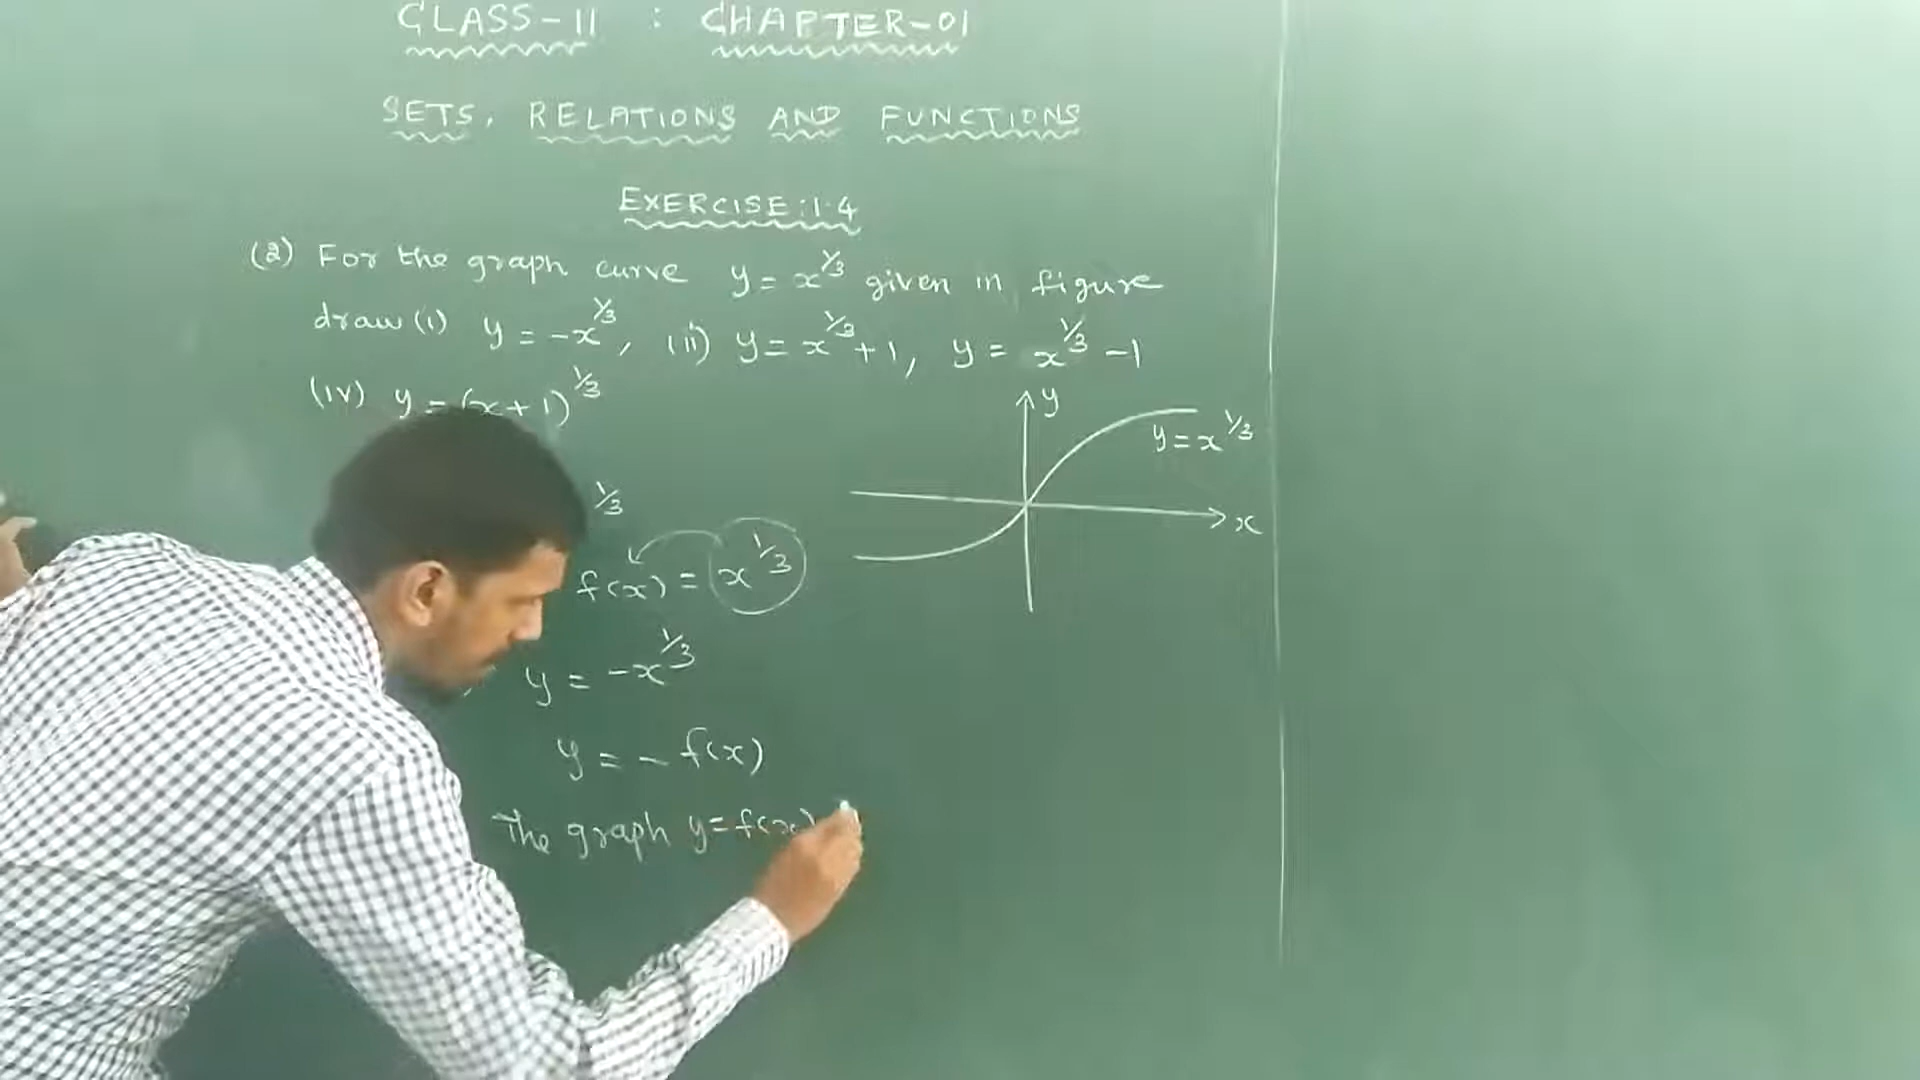 CLASS-11 : CHAPTER-01
SETS, RELATIONS AND FUNCTIONS
EXERCISE:1.4
(2) For the graph curve y = x^1/3 given in figure
draw (i) y = -x^1/3, (ii) y = x^1/3 + 1, y = x^1/3 - 1
(iv) y = (x + 1)^1/3
y
y = x^1/3
x
1/3
f(x) = x^1/3
y = -x^1/3
y = - f(x)
The graph y = f(x)